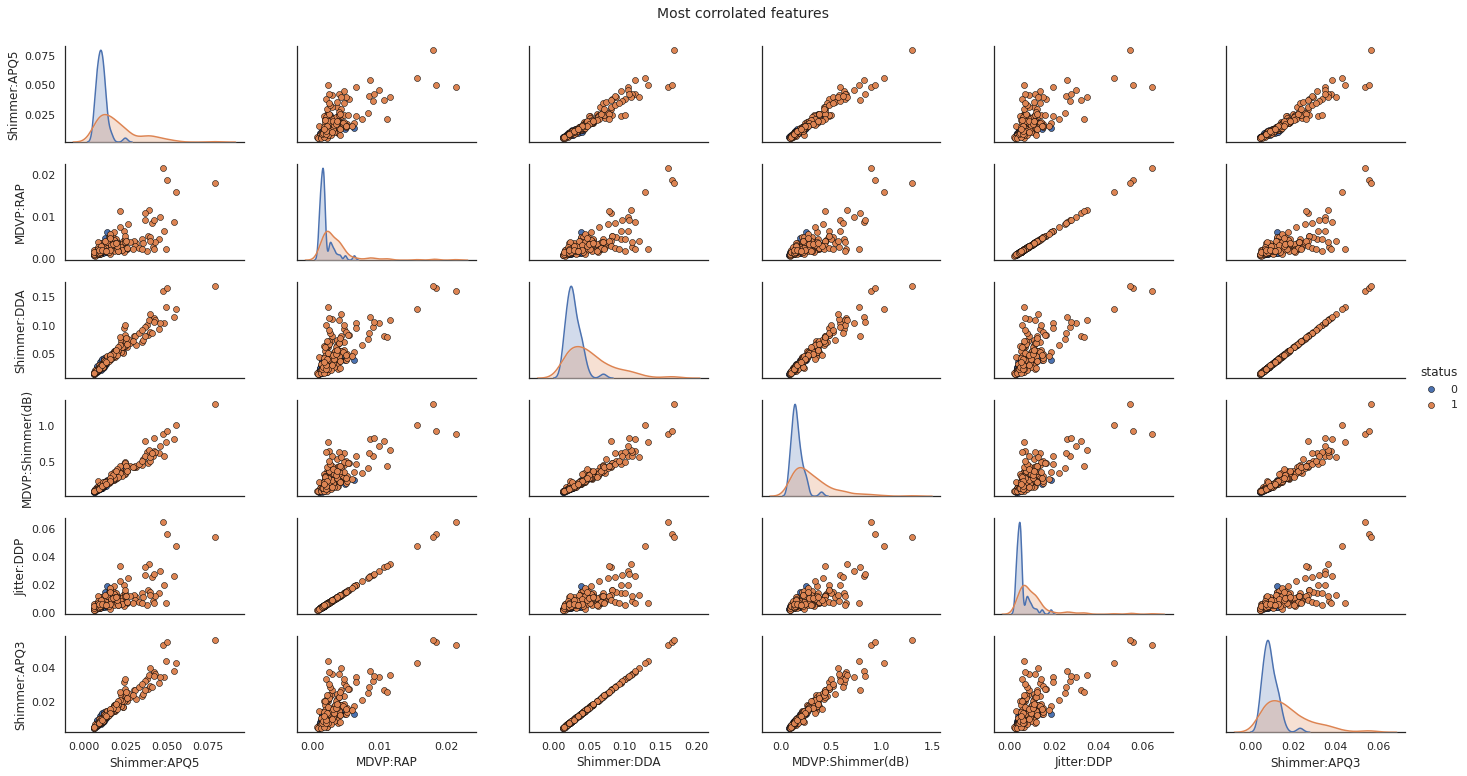 Most corrolated features
Shimmer:APQ5
0.075
0.050
0.025
MDVP:RAP
0.02
0.01
0.00
Shimmer:DDA
0.15
0.10
0.05
MDVP:Shimmer(dB)
1.0
0.5
status
0
1
Jitter:DDP
0.06
0.04
0.02
0.00
Shimmer:APQ3
0.04
0.02
0.000 0.025 0.050 0.075 0.00 0.01 0.02 0.00 0.05 0.10 0.15 0.20 0.0 0.5 1.0 1.5 0.00 0.02 0.04 0.06 0.00 0.02 0.04 0.06
Shimmer:APQ5 MDVP:RAP Shimmer:DDA MDVP:Shimmer(dB) Jitter:DDP Shimmer:APQ3